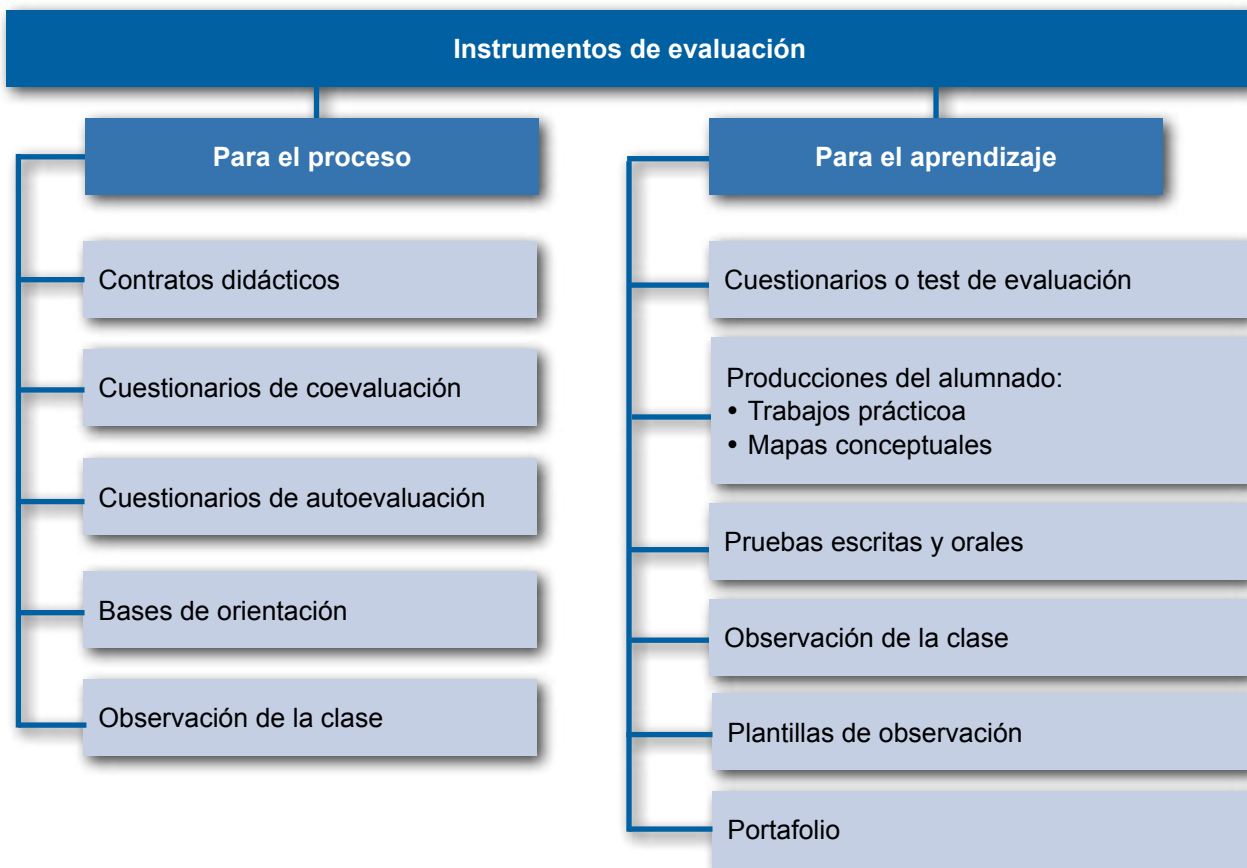 Instrumentos de evaluación
Para el proceso
Contratos didácticos
Cuestionarios de coevaluación
Cuestionarios de autoevaluación
Bases de orientación
Observación de la clase
Para el aprendizaje
Cuestionarios o test de evaluación
Producciones del alumnado:
• Trabajos prácticoa
• Mapas conceptuales
Pruebas escritas y orales
Observación de la clase
Plantillas de observación
Portafolio